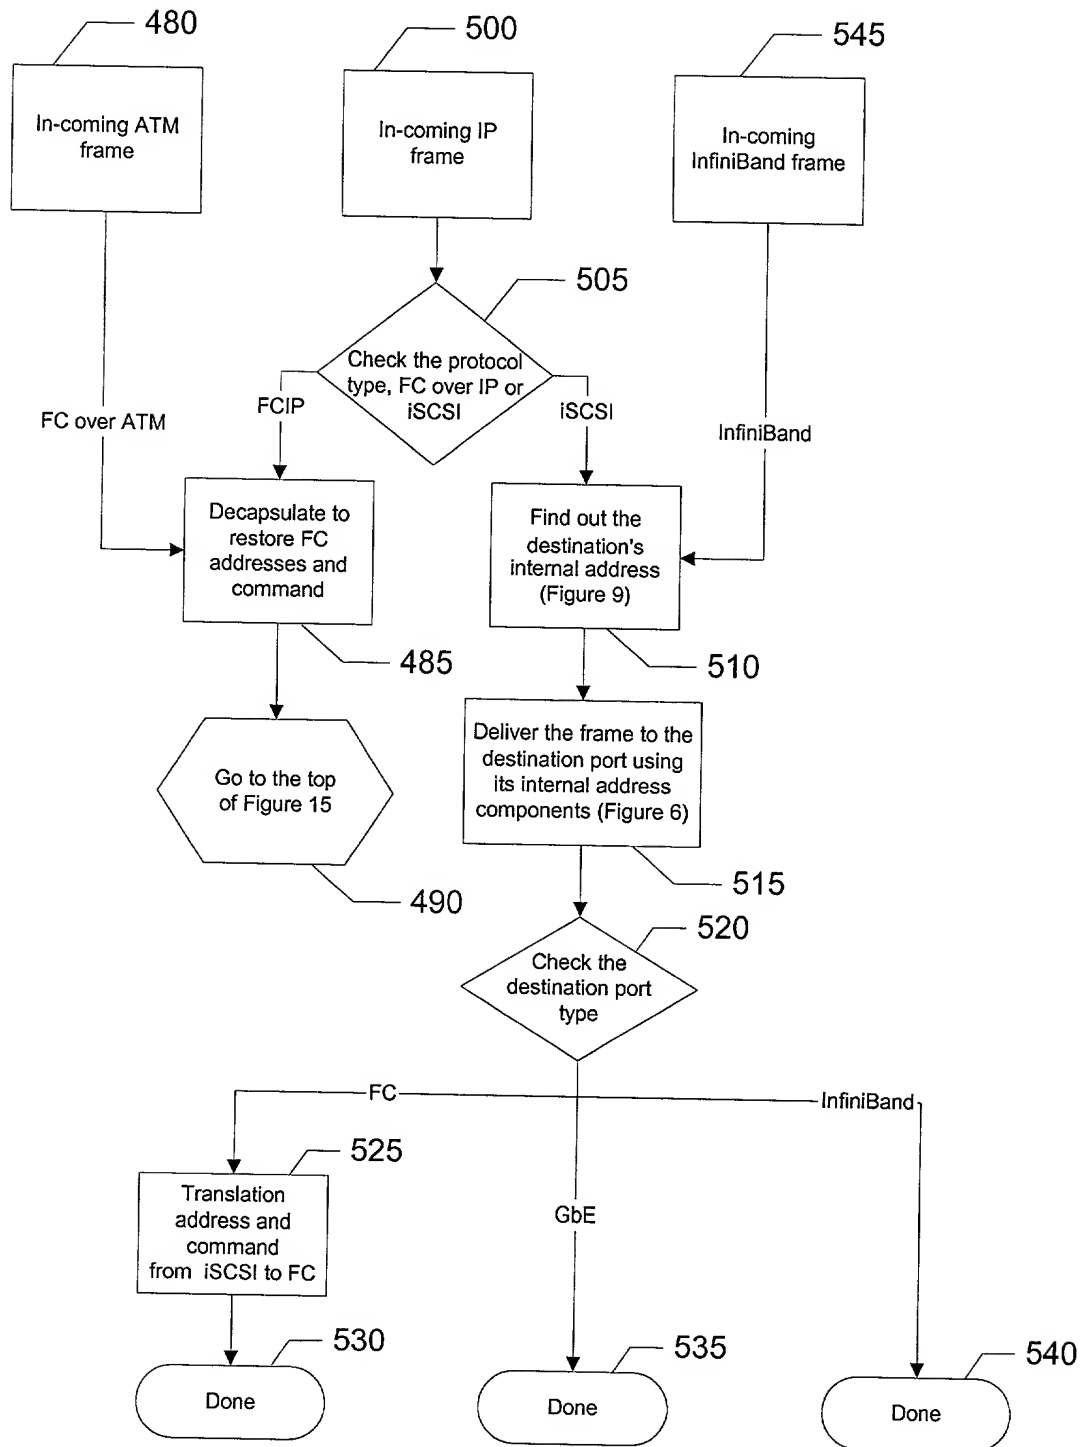 480
500
545
In-coming ATM
frame
In-coming IP
frame
In-coming
InfiniBand frame
505
Check the protocol
type, FC over IP or
iSCSI
FC over ATM
FCIP
iSCSI
InfiniBand
Decapsulate to
restore FC
addresses and
command
Find out the
destination's
internal address
(Figure 9)
485
510
Go to the top
of Figure 15
Deliver the frame to the
destination port using
its internal address
components (Figure 6)
490
515
520
Check the
destination port
type
FC
InfiniBand
525
Translation
address and
command
from iSCSI to FC
GbE
530
535
540
Done
Done
Done